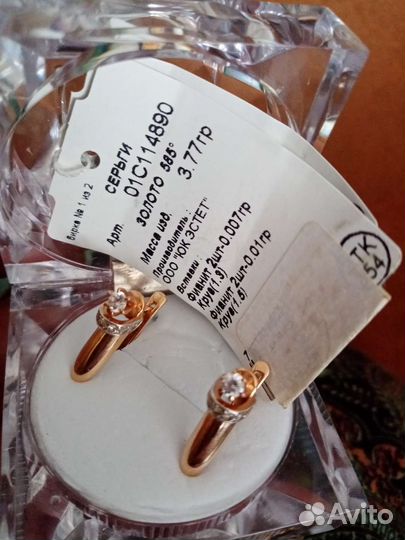 Бирка № 1 из 2
СЕРЬГИ
Арт. 01С114890
ЗОЛОТО 585°
Масса изд. 3.77гр
Производитель :
ООО "ЮК ЭСТЕТ"
Вставки :
Фианит 2шт-0.007гр
Круг(1.3)
Фианит 2шт-0.01гр
Круг(1.5)
ТК
54
Avito